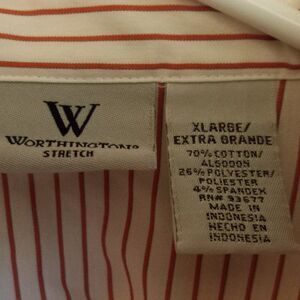 W
WORTHINGTON®
STRETCH
XLARGE/
EXTRA GRANDE
70% COTTON/
ALGODON
26% POLYESTER/
POLIESTER
4% SPANDEX
RN# 93677
MADE IN
INDONESIA
HECHO EN
INDONESIA